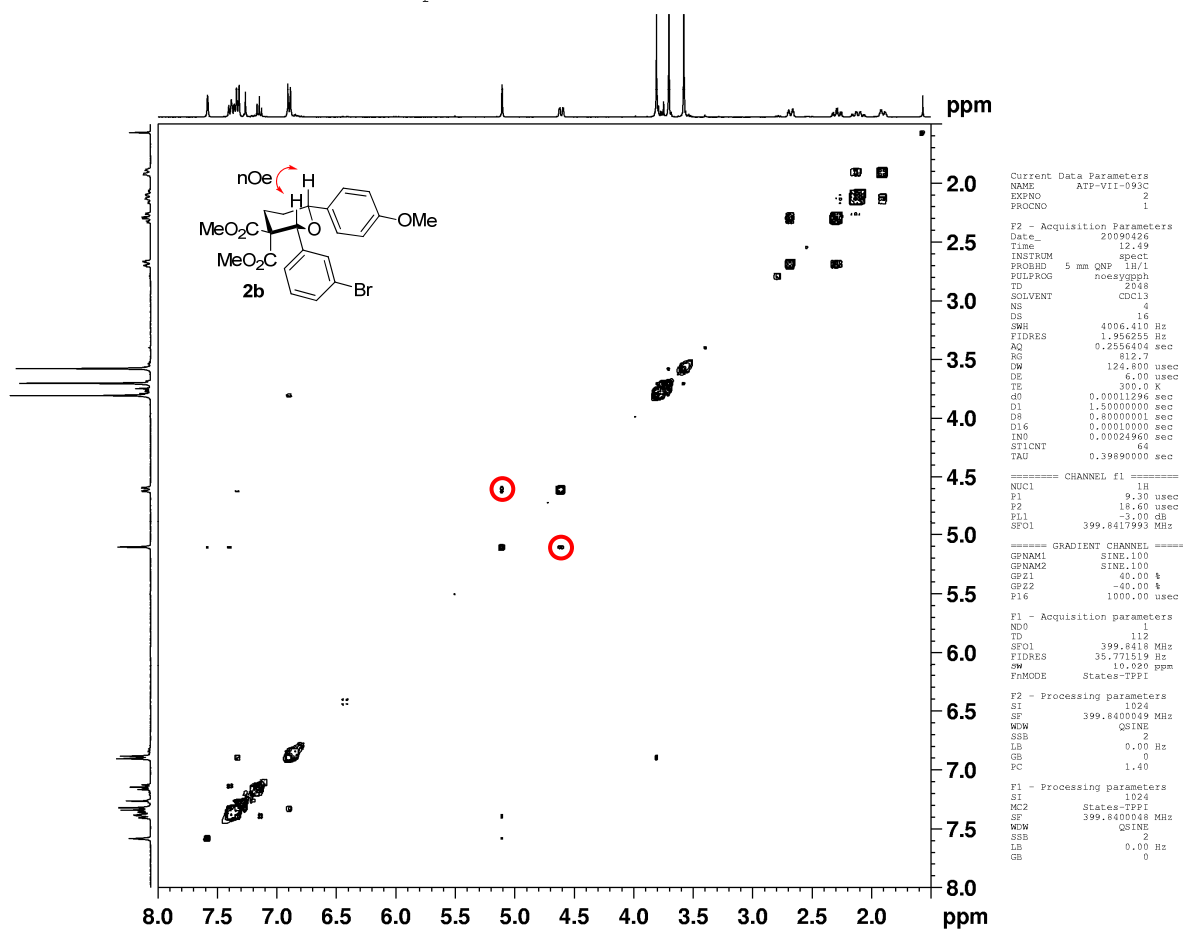 ppm
nOe
H
H
OMe
MeO₂C
O
MeO₂C
Br
2b
2.0
2.5
3.0
3.5
4.0
4.5
5.0
5.5
6.0
6.5
7.0
7.5
8.0
8.0 7.5 7.0 6.5 6.0 5.5 5.0 4.5 4.0 3.5 3.0 2.5 2.0 ppm
Current Data Parameters
NAME ATP-VII-093C
EXPNO 2
PROCNO 1
F2 - Acquisition Parameters
Date_ 20090426
Time 12.49
INSTRUM spect
PROBHD 5 mm QNP 1H/1
PULPROG noesygpph
TD 2048
SOLVENT CDCl3
NS 4
DS 16
SWH 4006.410 Hz
FIDRES 1.956255 Hz
AQ 0.2556404 sec
RG 812.7
DW 124.800 usec
DE 6.00 usec
TE 300.0 K
d0 0.00011296 sec
D1 1.50000000 sec
D8 0.80000001 sec
D16 0.00010000 sec
IN0 0.00024960 sec
ST1CNT 64
TAU 0.39890000 sec
======== CHANNEL f1 ========
NUC1 1H
P1 9.30 usec
P2 18.60 usec
PL1 -3.00 dB
SFO1 399.8417993 MHz
====== GRADIENT CHANNEL =====
GPNAM1 SINE.100
GPNAM2 SINE.100
GPZ1 40.00 %
GPZ2 -40.00 %
P16 1000.00 usec
F1 - Acquisition parameters
ND0 1
TD 112
SFO1 399.8418 MHz
FIDRES 35.771519 Hz
SW 10.020 ppm
FnMODE States-TPPI
F2 - Processing parameters
SI 1024
SF 399.8400049 MHz
WDW QSINE
SSB 2
LB 0.00 Hz
GB 0
PC 1.40
F1 - Processing parameters
SI 1024
MC2 States-TPPI
SF 399.8400048 MHz
WDW QSINE
SSB 2
LB 0.00 Hz
GB 0